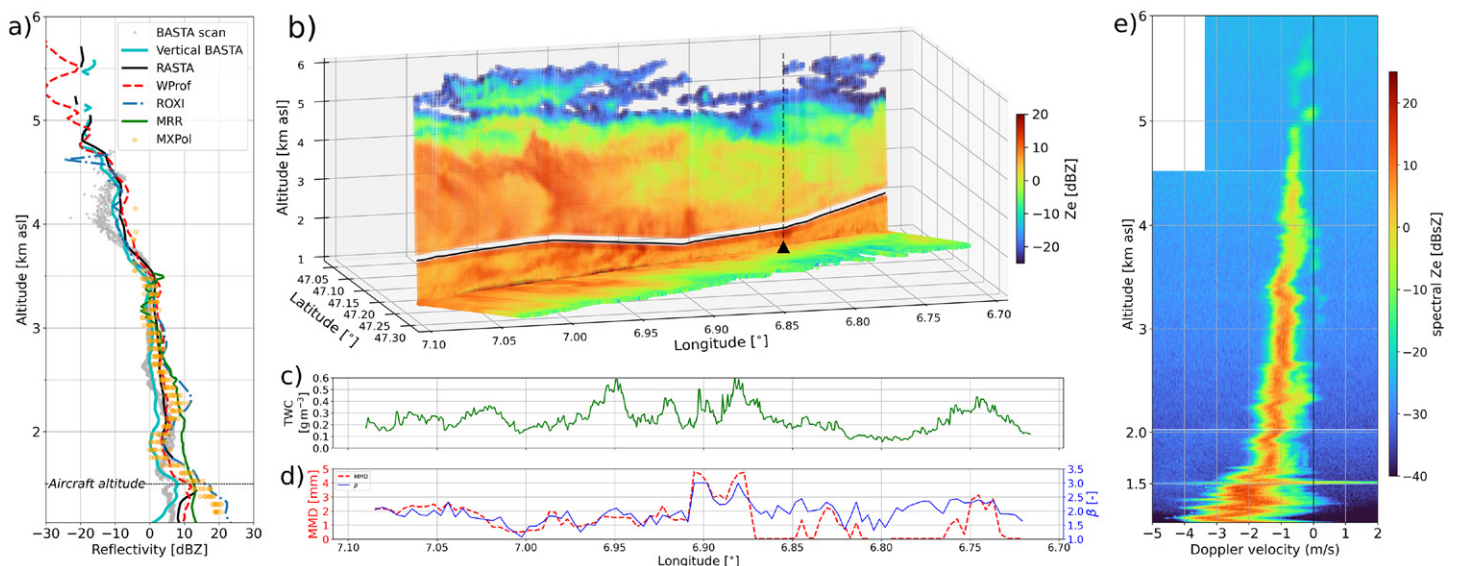 a)
6
5
4
3
2
Altitude [km asl]
BASTA scan
Vertical BASTA
RASTA
WProf
ROXI
MRR
MXPol
Aircraft altitude
−30 −20 −10 0 10 20 30
Reflectivity [dBZ]
b)
6
5
4
3
2
1
Altitude [km asl]
47.05
47.10
47.15
47.20
47.25
47.30
Latitude [°]
7.10 7.05 7.00 6.95 6.90 6.85 6.80 6.75 6.70
Longitude [°]
20
10
0
−10
−20
Ze [dBZ]
c)
0.6
0.5
0.4
0.3
0.2
0.1
0.0
TWC
[g m⁻³]
d)
5
4
3
2
1
0
MMD [mm]
MMD
β
3.5
3.0
2.5
2.0
1.5
1.0
β [-]
7.10 7.05 7.00 6.95 6.90 6.85 6.80 6.75 6.70
Longitude [°]
e)
6
5
4
3
2.0
1.5
Altitude [km asl]
−5 −4 −3 −2 −1 0 1 2
Doppler velocity (m/s)
20
10
0
−10
−20
−30
−40
spectral Ze [dBsZ]